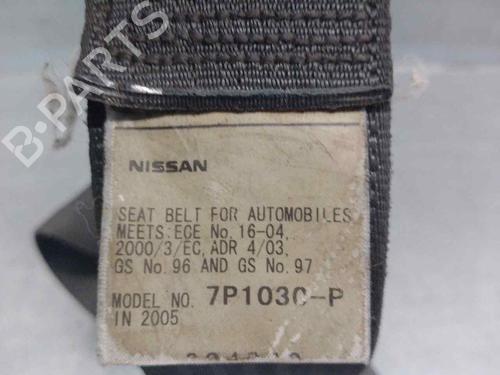 B-PARTS
NISSAN
SEAT BELT FOR AUTOMOBILES
MEETS:ECE No. 16-04,
2000/3/EC, ADR 4/03,
GS No. 96 AND GS No. 97
MODEL NO. 7P1030-P
IN 2005